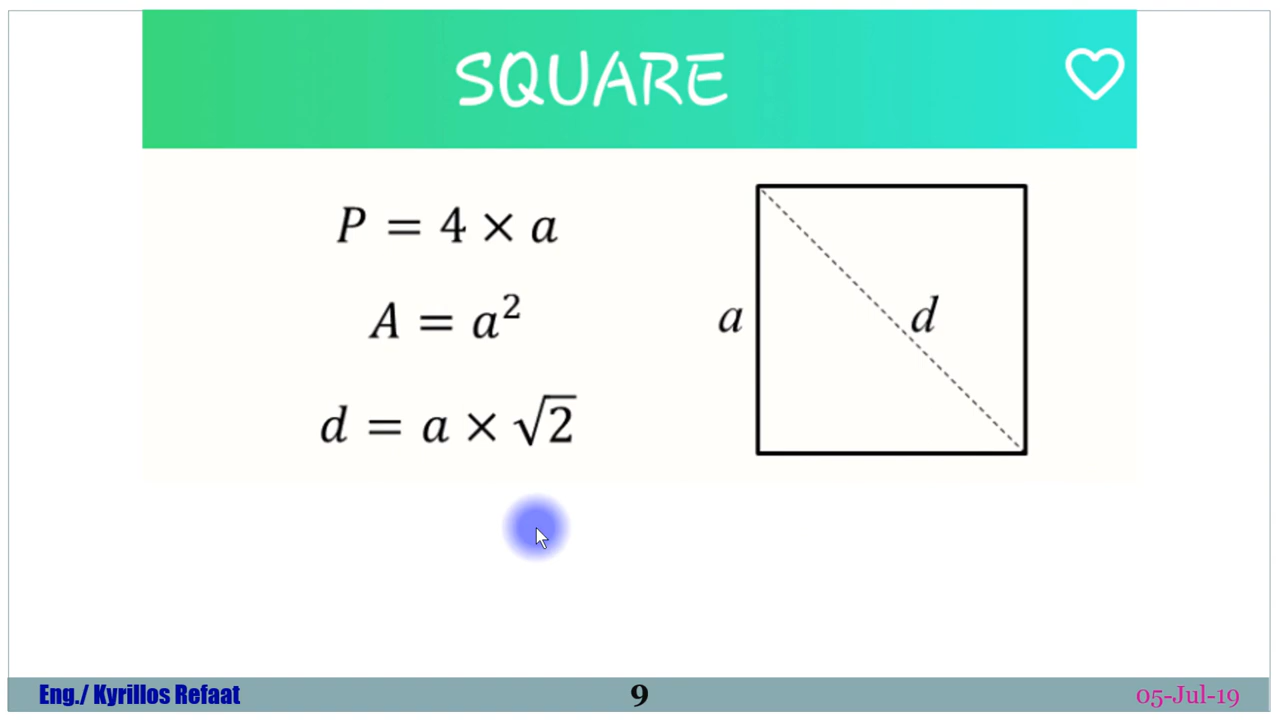 SQUARE
P = 4 × a
A = a²
d = a × √2
a
d
Eng./ Kyrillos Refaat
9
05-Jul-19